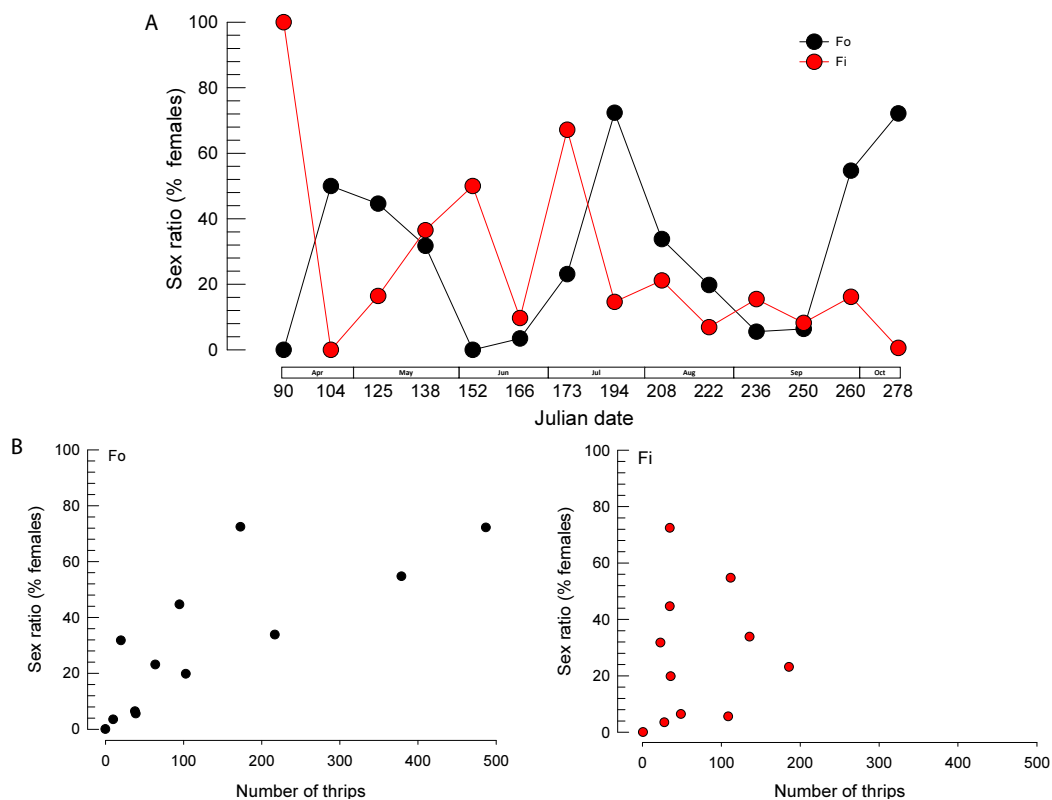 A
100
80
60
40
20
0
Sex ratio (% females)
Fo
Fi
Apr May Jun Jul Aug Sep Oct
90 104 125 138 152 166 173 194 208 222 236 250 260 278
Julian date
B
Fo
100
80
60
40
20
0
Sex ratio (% females)
0 100 200 300 400 500
Number of thrips
Fi
100
80
60
40
20
0
Sex ratio (% females)
0 100 200 300 400 500
Number of thrips